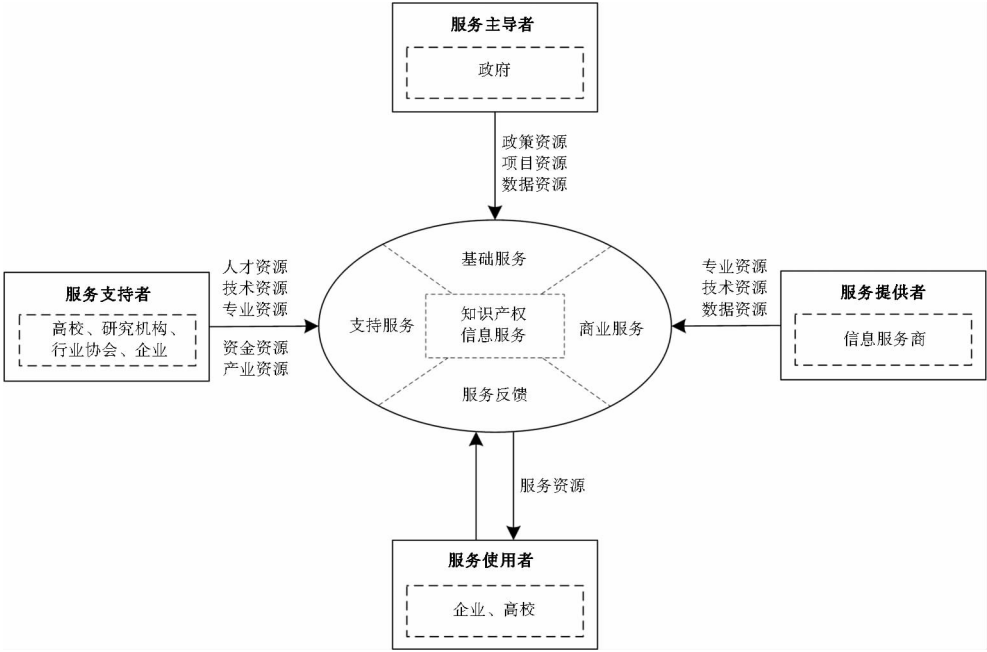 服务主导者
政府
政策资源
项目资源
数据资源
基础服务
人才资源
技术资源
专业资源
资金资源
产业资源
服务支持者
高校、研究机构、
行业协会、企业
支持服务
知识产权
信息服务
商业服务
专业资源
技术资源
数据资源
服务提供者
信息服务商
服务反馈
服务资源
服务使用者
企业、高校